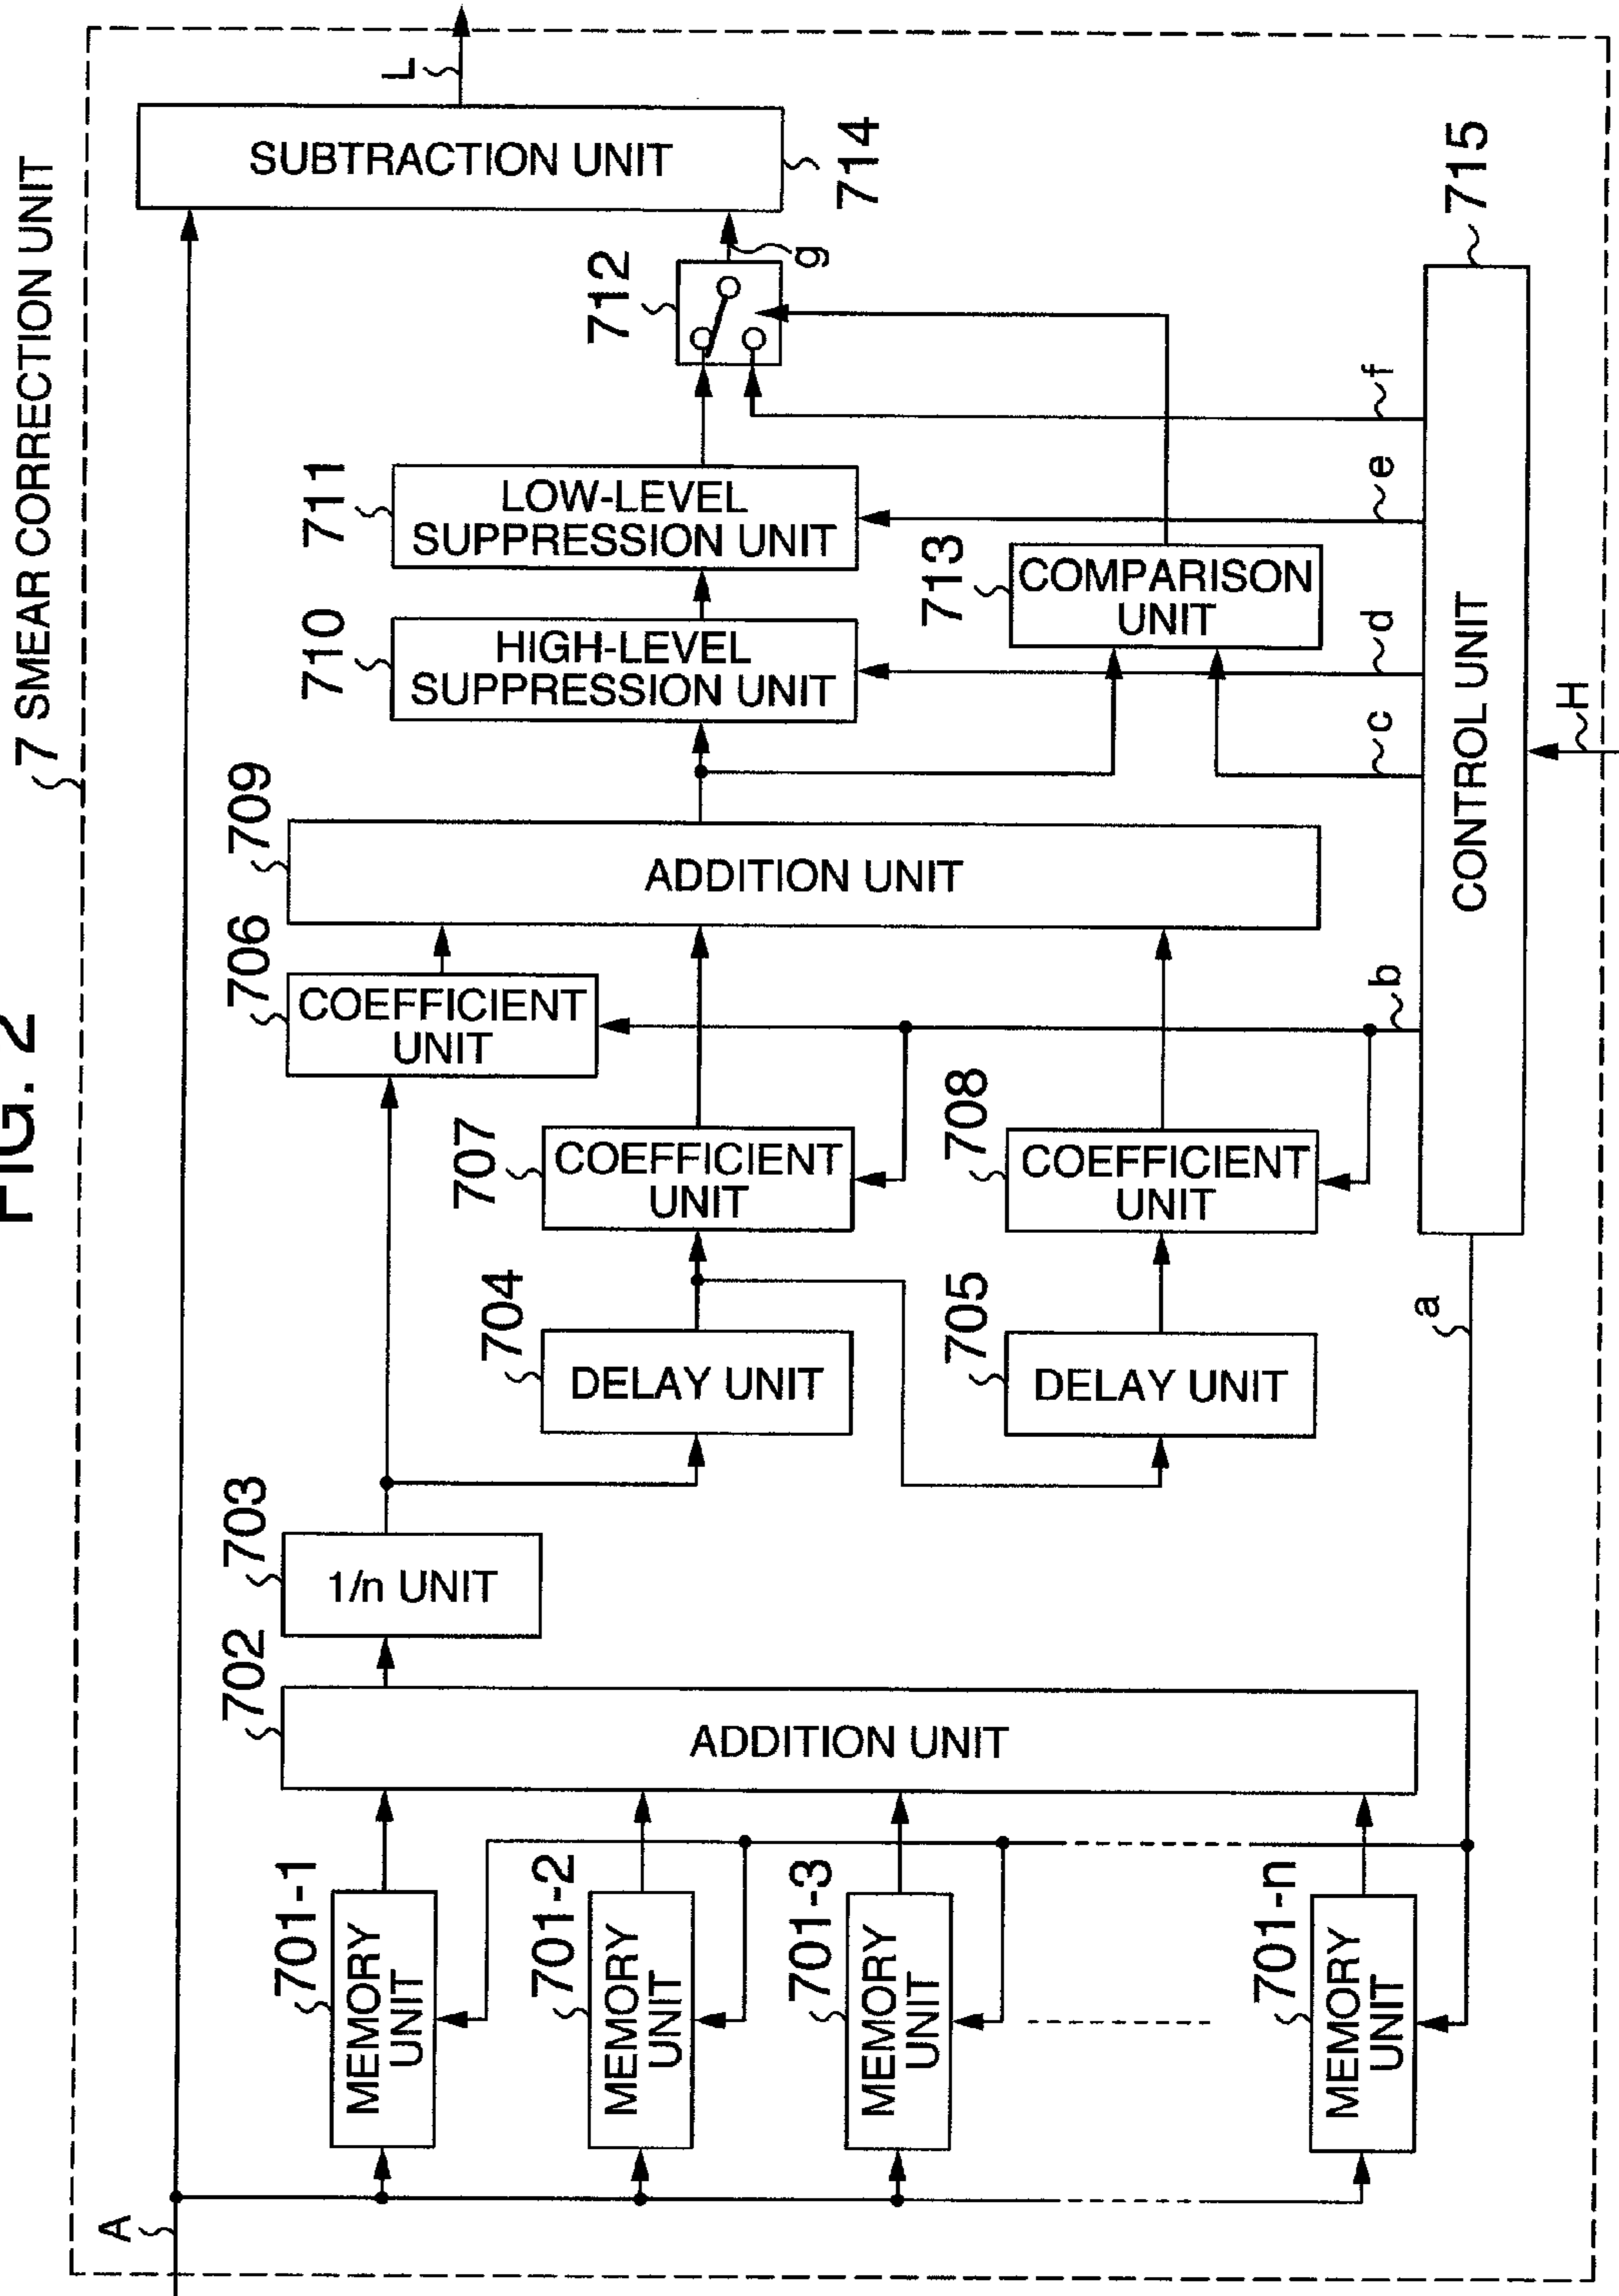 FIG. 2
7 SMEAR CORRECTION UNIT
A
701-1
MEMORY
UNIT
701-2
MEMORY
UNIT
701-3
MEMORY
UNIT
701-n
MEMORY
UNIT
702
ADDITION UNIT
703
1/n UNIT
704
DELAY UNIT
705
DELAY UNIT
706
COEFFICIENT
UNIT
707
COEFFICIENT
UNIT
708
COEFFICIENT
UNIT
709
ADDITION UNIT
710
HIGH-LEVEL
SUPPRESSION UNIT
711
LOW-LEVEL
SUPPRESSION UNIT
712
g
713
COMPARISON
UNIT
714
SUBTRACTION UNIT
L
715
CONTROL UNIT
a
b
c
d
e
f
H